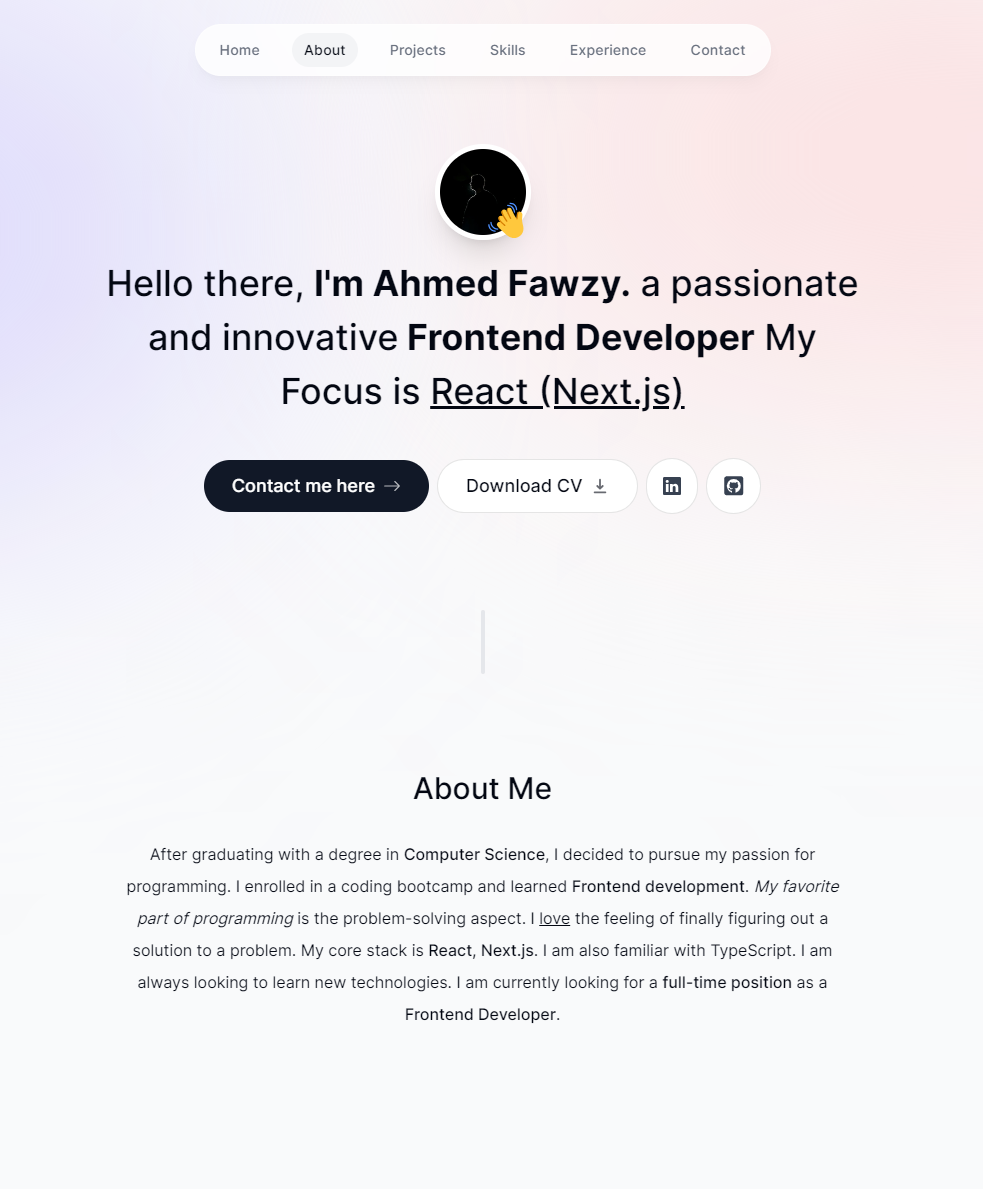 Home About Projects Skills Experience Contact
Hello there, I'm Ahmed Fawzy. a passionate
and innovative Frontend Developer My
Focus is React (Next.js)
Contact me here Download CV in
About Me
After graduating with a degree in Computer Science, I decided to pursue my passion for
programming. I enrolled in a coding bootcamp and learned Frontend development. My favorite
part of programming is the problem-solving aspect. I love the feeling of finally figuring out a
solution to a problem. My core stack is React, Next.js. I am also familiar with TypeScript. I am
always looking to learn new technologies. I am currently looking for a full-time position as a
Frontend Developer.